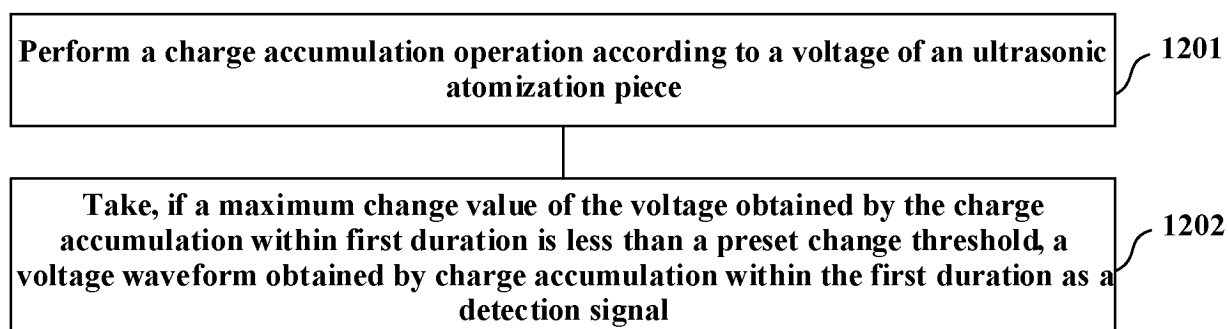 Perform a charge accumulation operation according to a voltage of an ultrasonic
atomization piece
1201
Take, if a maximum change value of the voltage obtained by the charge
accumulation within first duration is less than a preset change threshold, a
voltage waveform obtained by charge accumulation within the first duration as a
detection signal
1202